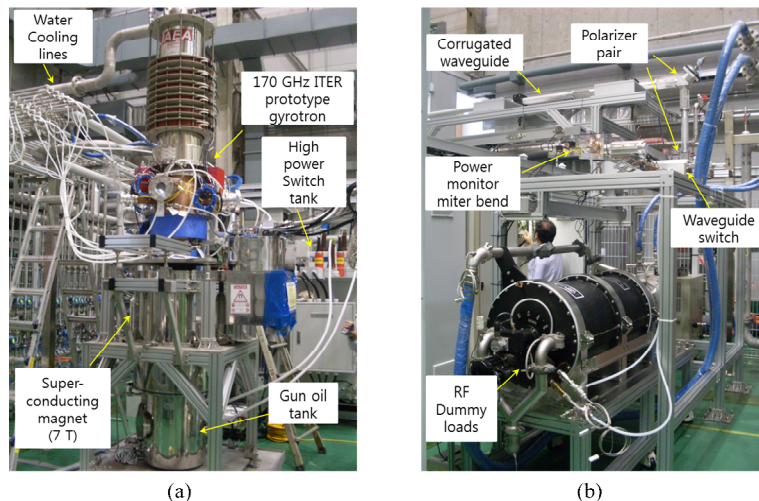 Water
Cooling
lines
JAEA
170 GHz ITER
prototype
gyrotron
High
power
Switch
tank
Super-
conducting
magnet
(7 T)
Gun oil
tank
(a)
Corrugated
waveguide
Polarizer
pair
Power
monitor
miter bend
Waveguide
switch
RF
Dummy
loads
(b)